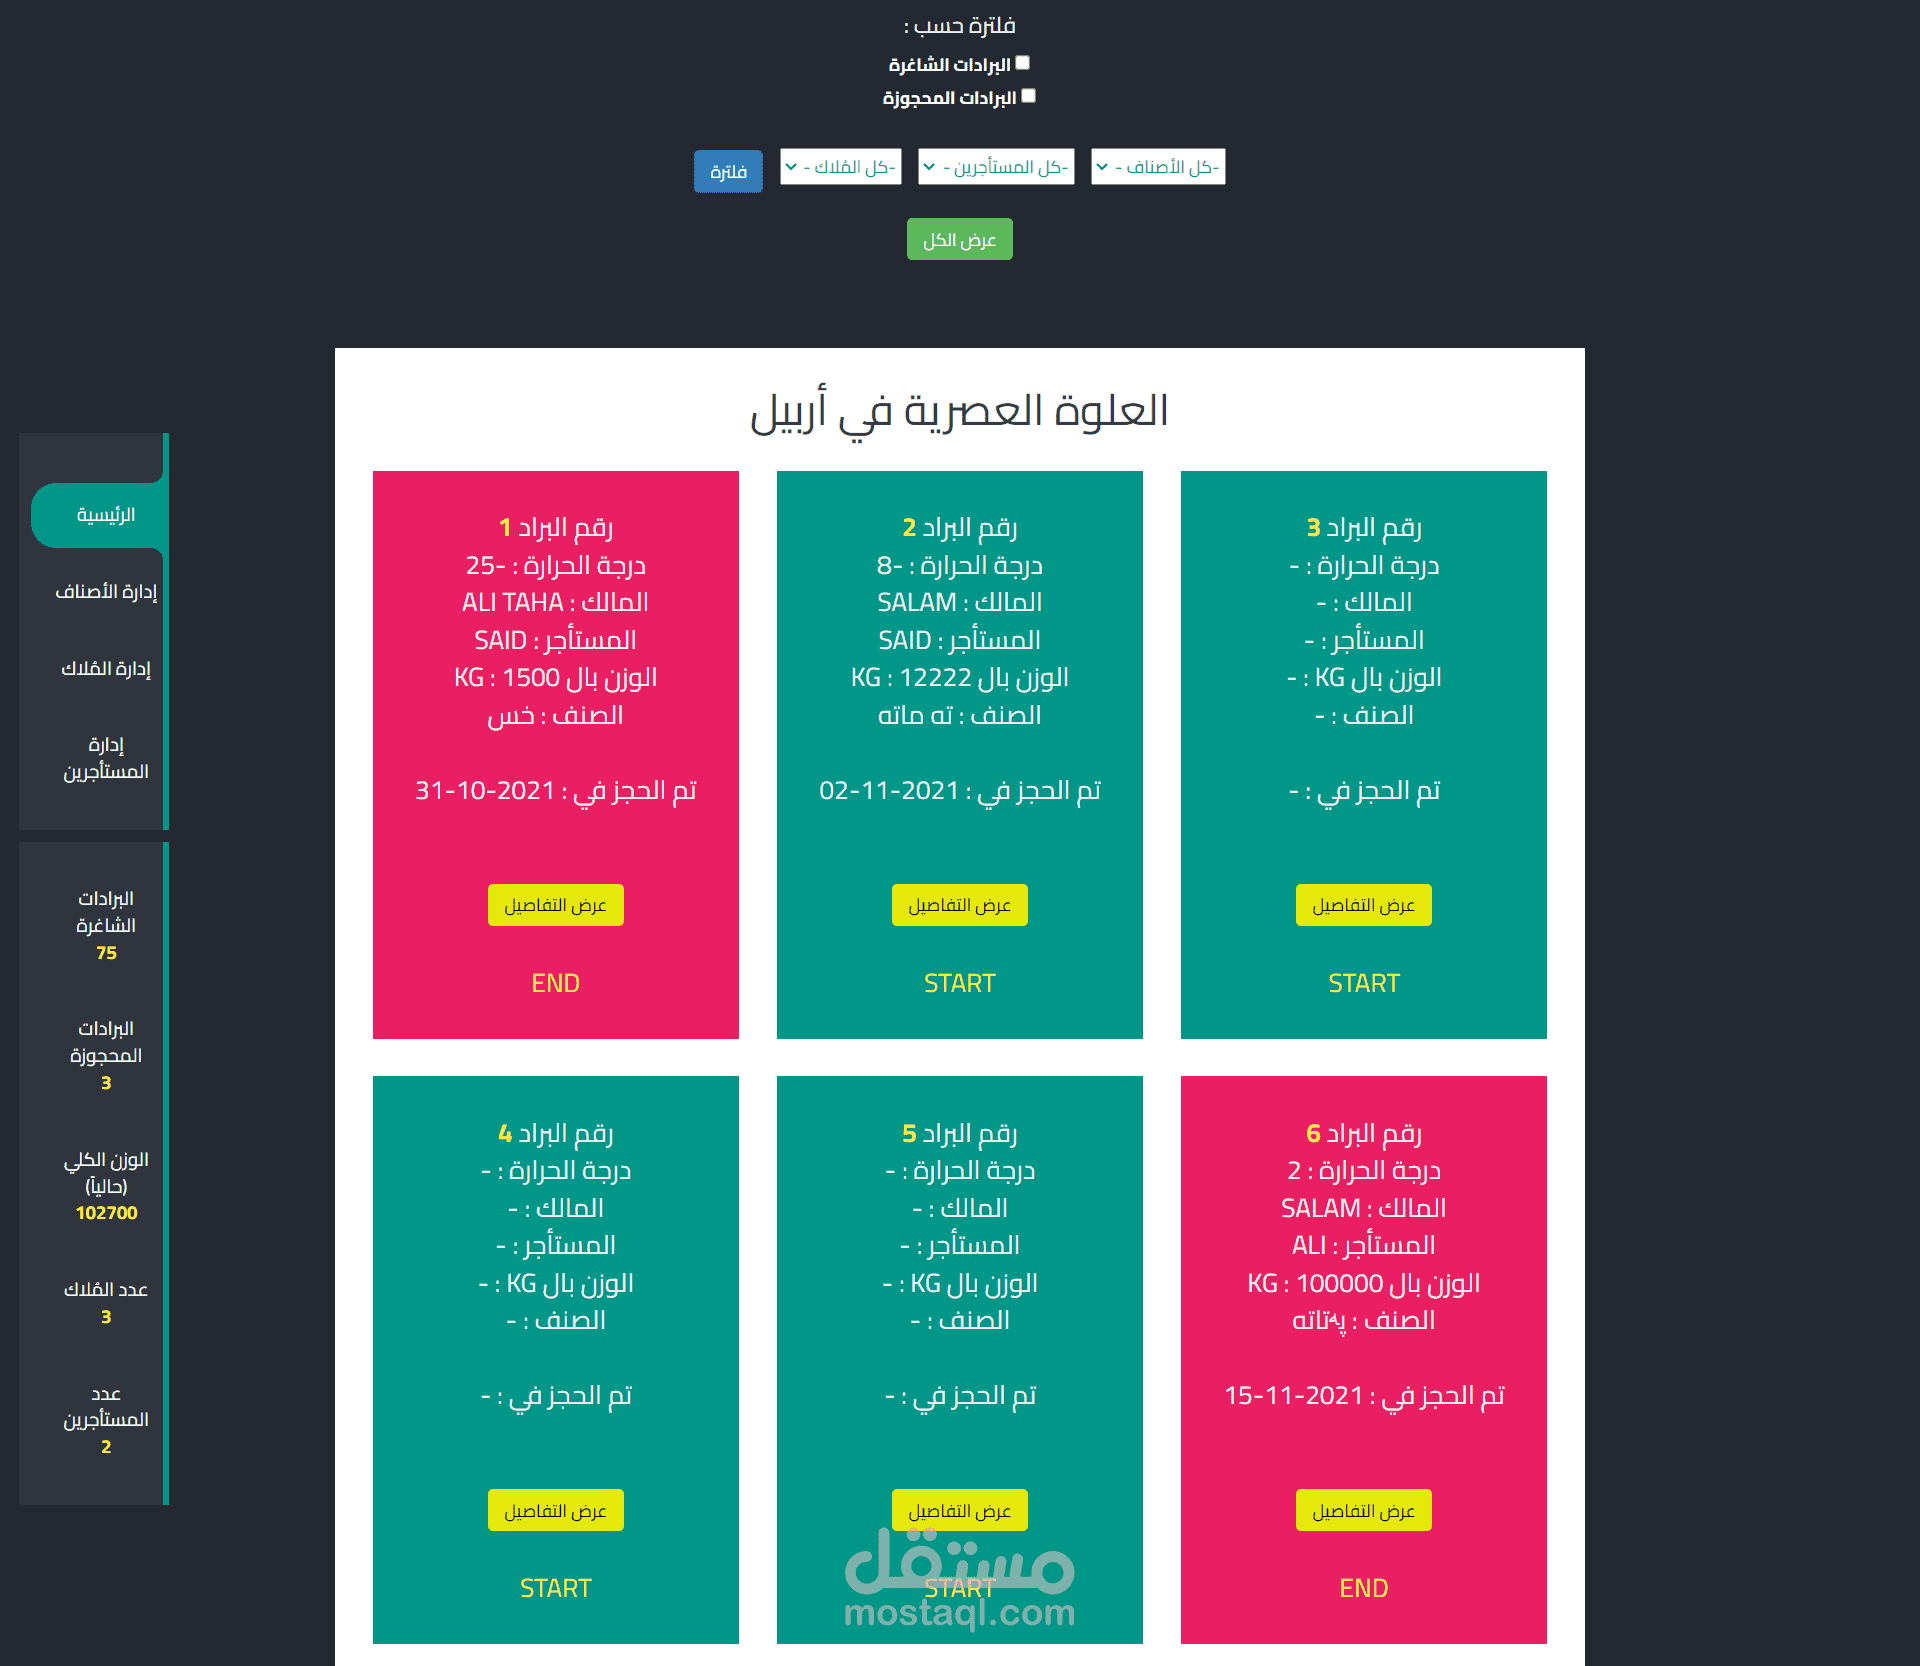 فلترة حسب :
البرادات الشاغرة
البرادات المحجوزة
-كل الأصناف -
-كل المستأجرين -
-كل المُلاك -
فلترة
عرض الكل
العلوة العصرية في أربيل
رقم البراد 3
درجة الحرارة : -
المالك : -
المستأجر : -
الوزن بال KG : -
الصنف : -
تم الحجز في : -
عرض التفاصيل
START
رقم البراد 2
درجة الحرارة : -8
المالك : SALAM
المستأجر : SAID
الوزن بال KG : 12222
الصنف : ته ماته
تم الحجز في : 2021-11-02
عرض التفاصيل
START
رقم البراد 1
درجة الحرارة : -25
المالك : ALI TAHA
المستأجر : SAID
الوزن بال KG : 1500
الصنف : خس
تم الحجز في : 2021-10-31
عرض التفاصيل
END
رقم البراد 6
درجة الحرارة : 2
المالك : SALAM
المستأجر : ALI
الوزن بال KG : 100000
الصنف : پەتاته
تم الحجز في : 2021-11-15
عرض التفاصيل
END
رقم البراد 5
درجة الحرارة : -
المالك : -
المستأجر : -
الوزن بال KG : -
الصنف : -
تم الحجز في : -
عرض التفاصيل
START
رقم البراد 4
درجة الحرارة : -
المالك : -
المستأجر : -
الوزن بال KG : -
الصنف : -
تم الحجز في : -
عرض التفاصيل
START
الرئيسية
إدارة الأصناف
إدارة المُلاك
إدارة
المستأجرين
البرادات
الشاغرة
75
البرادات
المحجوزة
3
الوزن الكلي
(حالياً)
102700
عدد المُلاك
3
عدد
المستأجرين
2
مستقل
mostaql.com